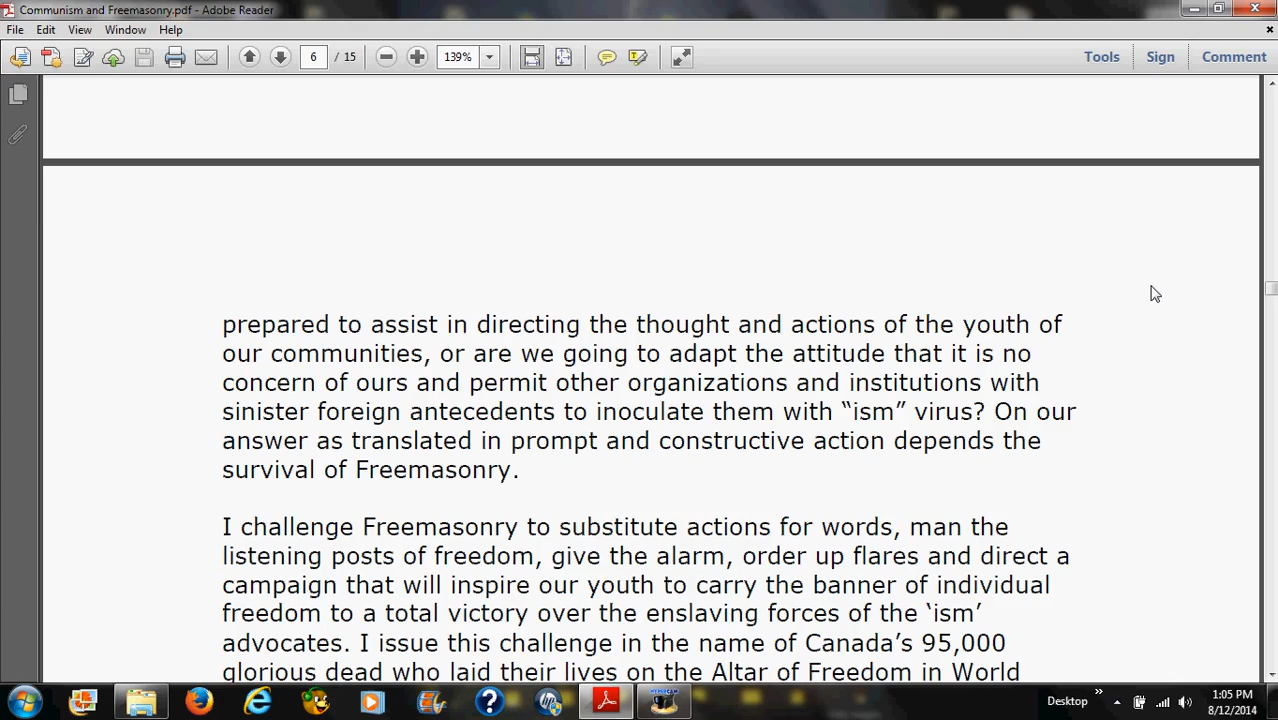 Communism and Freemasonry.pdf - Adobe Reader
File Edit View Window Help
6 / 15 139% Tools Sign Comment
prepared to assist in directing the thought and actions of the youth of
our communities, or are we going to adapt the attitude that it is no
concern of ours and permit other organizations and institutions with
sinister foreign antecedents to inoculate them with “ism” virus? On our
answer as translated in prompt and constructive action depends the
survival of Freemasonry.
I challenge Freemasonry to substitute actions for words, man the
listening posts of freedom, give the alarm, order up flares and direct a
campaign that will inspire our youth to carry the banner of individual
freedom to a total victory over the enslaving forces of the ‘ism’
advocates. I issue this challenge in the name of Canada’s 95,000
glorious dead who laid their lives on the Altar of Freedom in World
Desktop
1:05 PM
8/12/2014